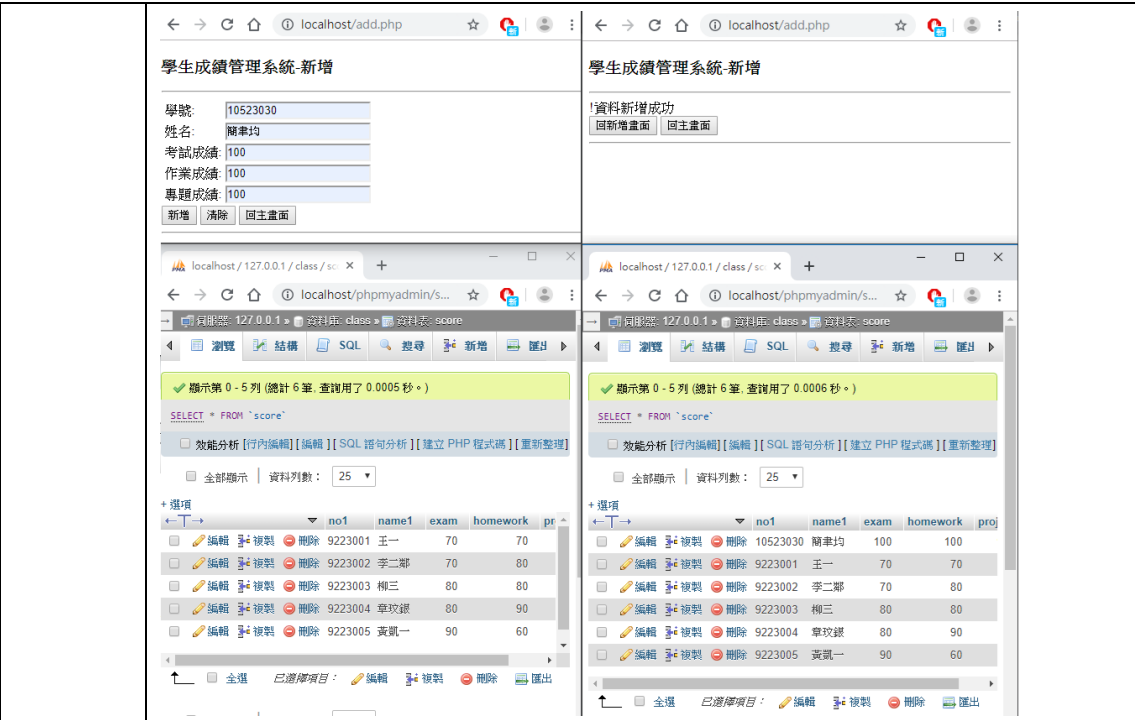 localhost/add.php
新
學生成績管理系統-新增
學號: 10523030
姓名: 簡聿均
考試成績: 100
作業成績: 100
專題成績: 100
新增 清除 回主畫面
localhost/add.php
新
學生成績管理系統-新增
!資料新增成功
回新增畫面 回主畫面
localhost / 127.0.0.1 / class / sc
localhost/phpmyadmin/s...
新
伺服器: 127.0.0.1 » 資料庫: class » 資料表: score
瀏覽 結構 SQL 搜尋 新增 匯出
顯示第 0 - 5 列 (總計 6 筆, 查詢用了 0.0005 秒。)
SELECT * FROM `score`
效能分析 [行內編輯] [ 編輯 ] [ SQL 語句分析 ] [ 建立 PHP 程式碼 ] [ 重新整理]
全部顯示 資料列數： 25
+ 選項
←T→ no1 name1 exam homework pr
編輯 複製 刪除 9223001 王一 70 70
編輯 複製 刪除 9223002 李二鄰 70 80
編輯 複製 刪除 9223003 柳三 80 80
編輯 複製 刪除 9223004 章玟銀 80 90
編輯 複製 刪除 9223005 黃凱一 90 60
全選 已選擇項目： 編輯 複製 刪除 匯出
localhost / 127.0.0.1 / class / sc
localhost/phpmyadmin/s...
新
伺服器: 127.0.0.1 » 資料庫: class » 資料表: score
瀏覽 結構 SQL 搜尋 新增 匯出
顯示第 0 - 5 列 (總計 6 筆, 查詢用了 0.0006 秒。)
SELECT * FROM `score`
效能分析 [行內編輯] [ 編輯 ] [ SQL 語句分析 ] [ 建立 PHP 程式碼 ] [ 重新整理]
全部顯示 資料列數： 25
+ 選項
←T→ no1 name1 exam homework proj
編輯 複製 刪除 10523030 簡聿均 100 100
編輯 複製 刪除 9223001 王一 70 70
編輯 複製 刪除 9223002 李二鄰 70 80
編輯 複製 刪除 9223003 柳三 80 80
編輯 複製 刪除 9223004 章玟銀 80 90
編輯 複製 刪除 9223005 黃凱一 90 60
全選 已選擇項目： 編輯 複製 刪除 匯出